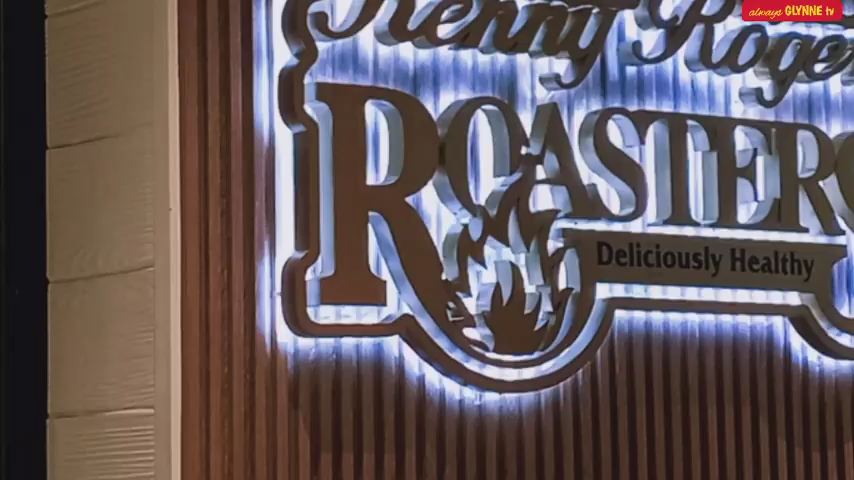 always GLYNNE tv
Kenny Rogers
ROASTERS
Deliciously Healthy